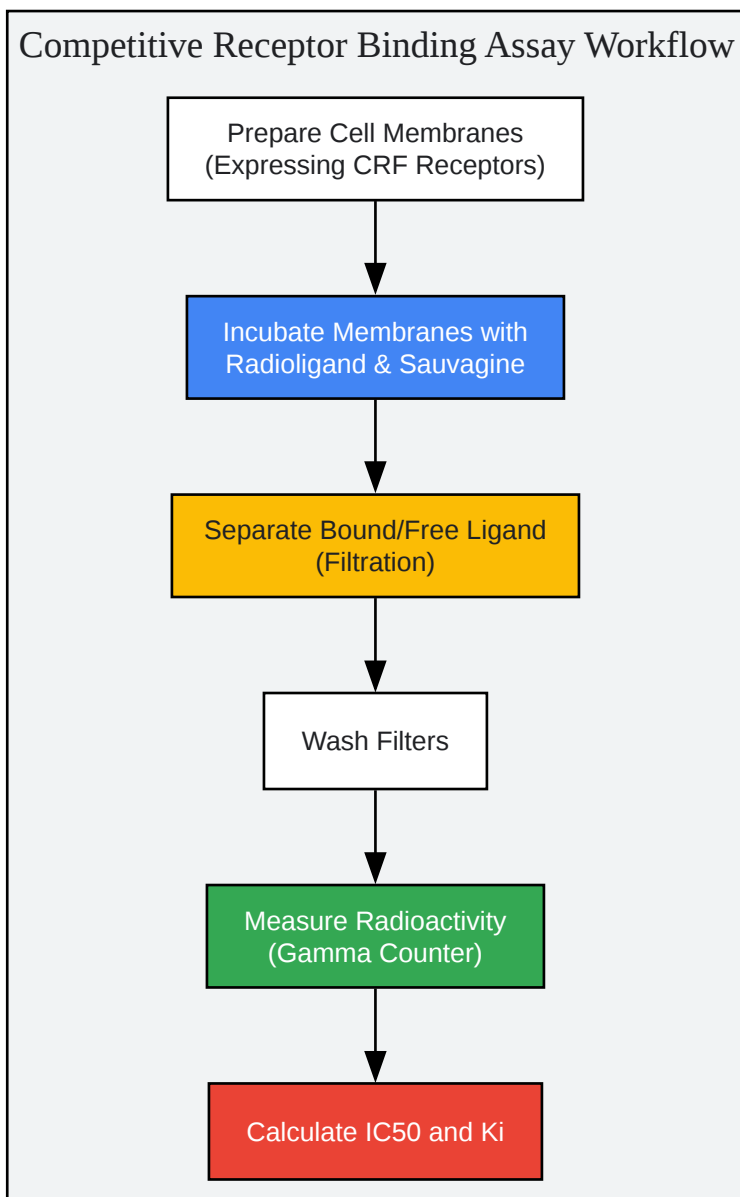 Competitive Receptor Binding Assay Workflow
Prepare Cell Membranes
(Expressing CRF Receptors)
Incubate Membranes with
Radioligand & Sauvagine
Separate Bound/Free Ligand
(Filtration)
Wash Filters
Measure Radioactivity
(Gamma Counter)
Calculate IC50 and Ki